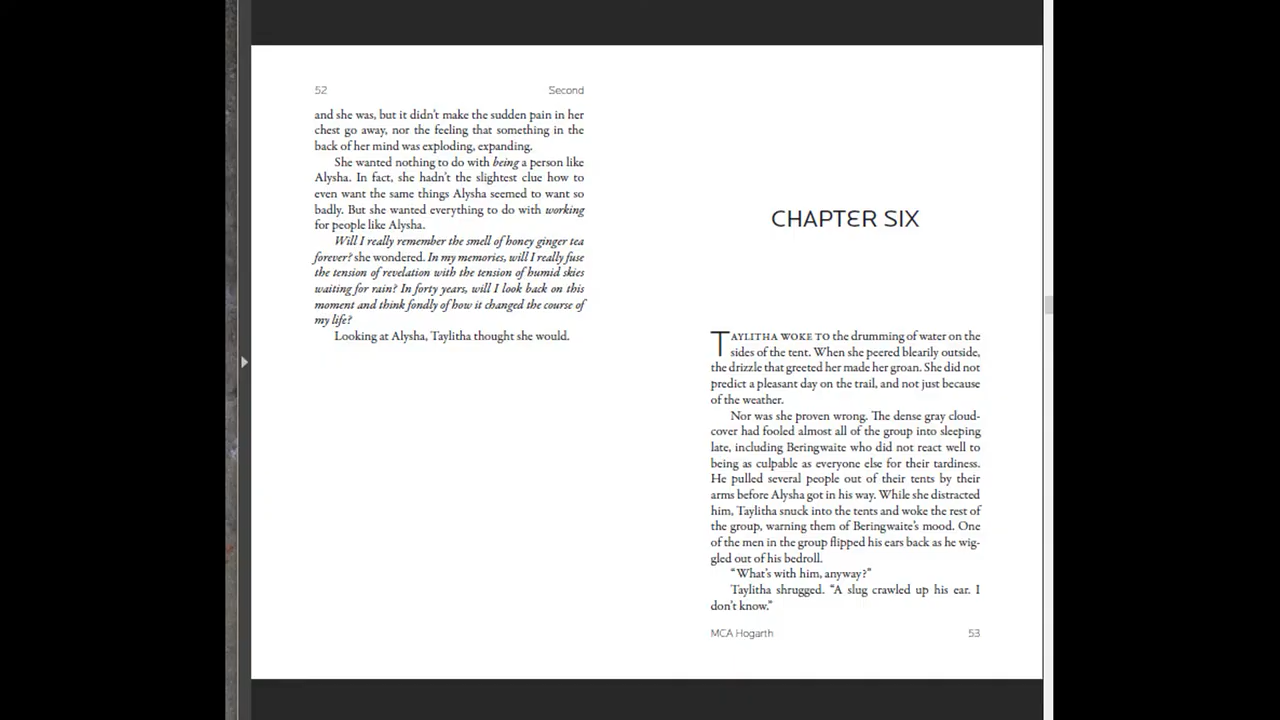 52 Second
and she was, but it didn't make the sudden pain in her
chest go away, nor the feeling that something in the
back of her mind was exploding, expanding.
She wanted nothing to do with being a person like
Alysha. In fact, she hadn't the slightest clue how to
even want the same things Alysha seemed to want so
badly. But she wanted everything to do with working
for people like Alysha.
Will I really remember the smell of honey ginger tea
forever? she wondered. In my memories, will I really fuse
the tension of revelation with the tension of humid skies
waiting for rain? In forty years, will I look back on this
moment and think fondly of how it changed the course of
my life?
Looking at Alysha, Taylitha thought she would.
CHAPTER SIX
TAYLITHA WOKE TO the drumming of water on the
sides of the tent. When she peered blearily outside,
the drizzle that greeted her made her groan. She did not
predict a pleasant day on the trail, and not just because
of the weather.
Nor was she proven wrong. The dense gray cloud-
cover had fooled almost all of the group into sleeping
late, including Beringwaite who did not react well to
being as culpable as everyone else for their tardiness.
He pulled several people out of their tents by their
arms before Alysha got in his way. While she distracted
him, Taylitha snuck into the tents and woke the rest of
the group, warning them of Beringwaite's mood. One
of the men in the group flipped his ears back as he wig-
gled out of his bedroll.
"What's with him, anyway?"
Taylitha shrugged. "A slug crawled up his ear. I
don't know."
MCA Hogarth 53